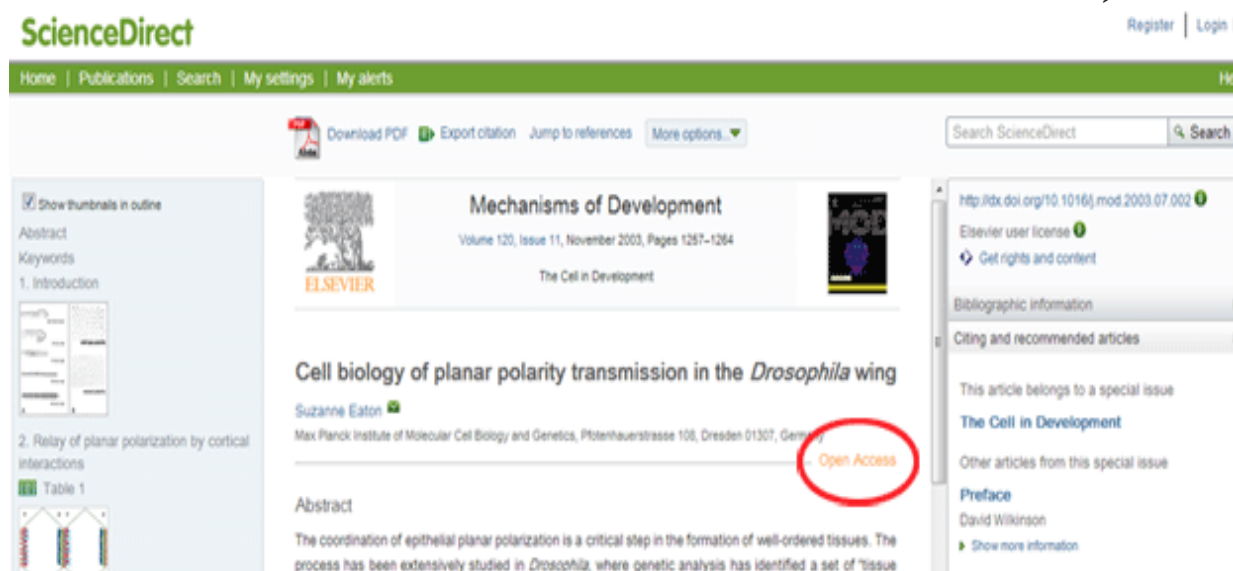 ScienceDirect
Register | Login
Home | Publications | Search | My settings | My alerts
Download PDF Export citation Jump to references More options...
Search ScienceDirect Search
Show thumbnails in outline
Abstract
Keywords
1. Introduction
2. Relay of planar polarization by cortical
interactions
Table 1
ELSEVIER
Mechanisms of Development
Volume 120, Issue 11, November 2003, Pages 1257–1264
The Cell in Development
MOD
Cell biology of planar polarity transmission in the Drosophila wing
Suzanne Eaton
Max Planck Institute of Molecular Cell Biology and Genetics, Pfotenhauerstrasse 108, Dresden 01307, Germany
Open Access
Abstract
The coordination of epithelial planar polarization is a critical step in the formation of well-ordered tissues. The
process has been extensively studied in Drosophila, where genetic analysis has identified a set of "tissue
http://dx.doi.org/10.1016/j.mod.2003.07.002
Elsevier user license
Get rights and content
Bibliographic information
Citing and recommended articles
This article belongs to a special issue
The Cell in Development
Other articles from this special issue
Preface
David Wilkinson
Show more information